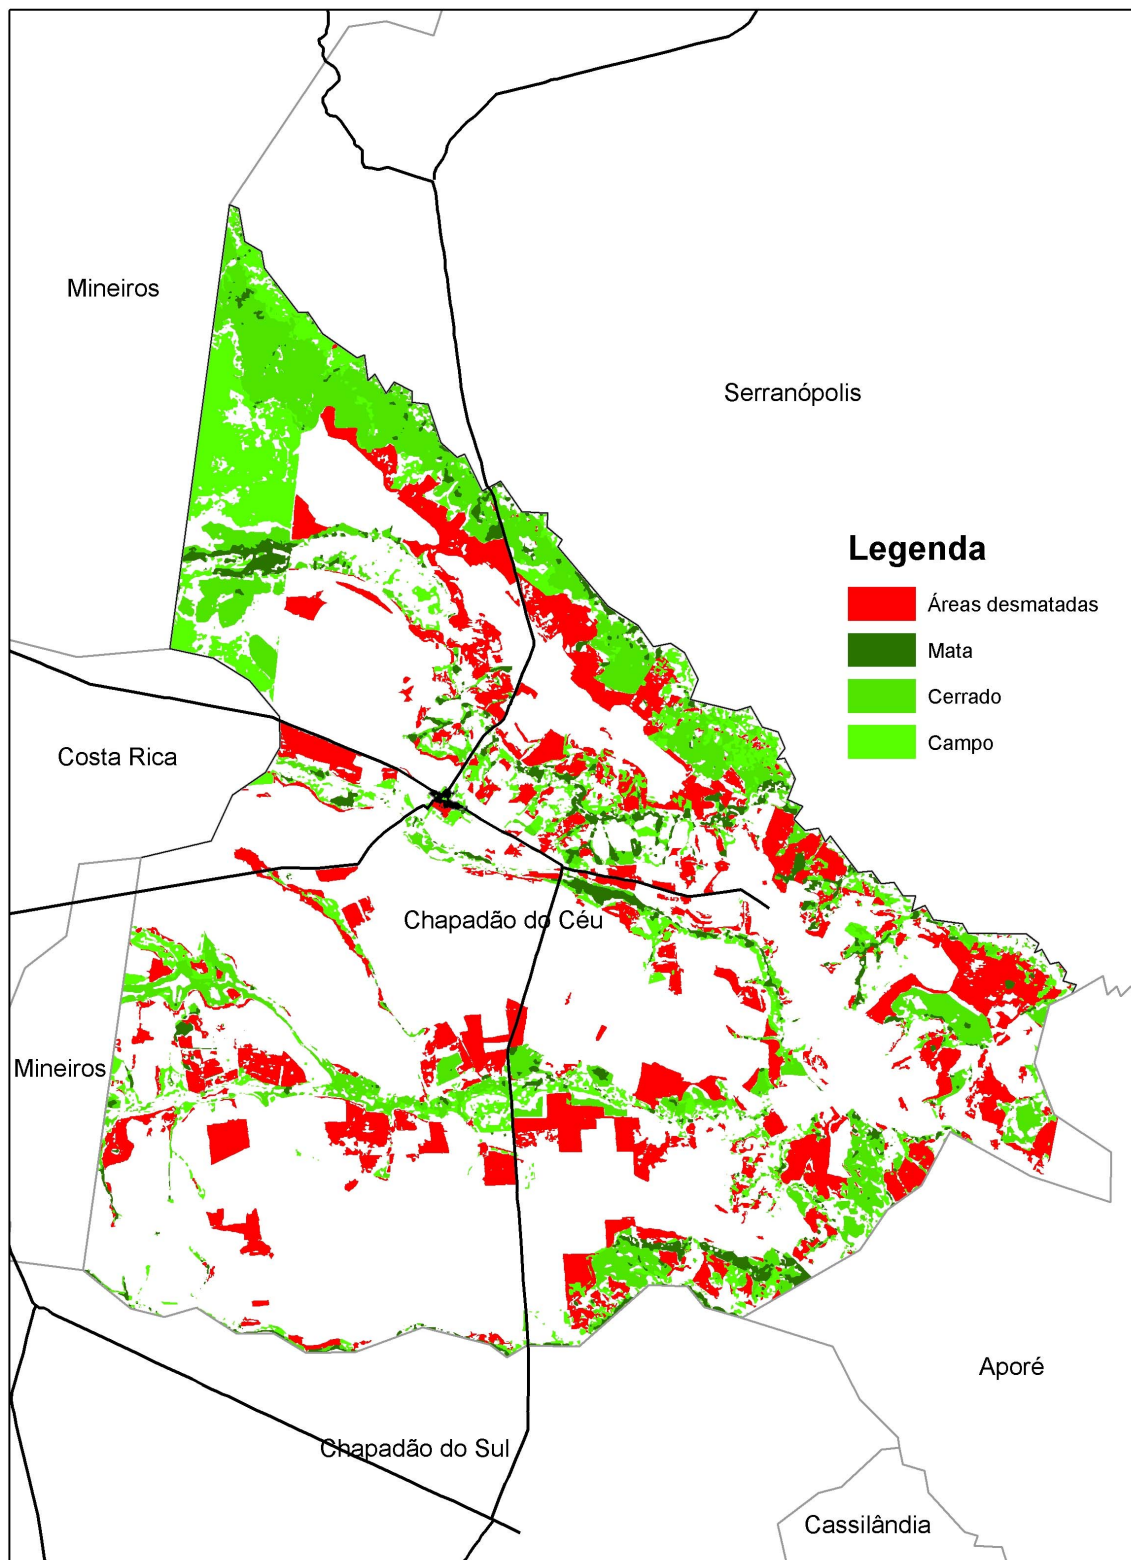 Mineiros
Serranópolis
Legenda
Áreas desmatadas
Mata
Cerrado
Campo
Costa Rica
Chapadão do Céu
Mineiros
Aporé
Chapadão do Sul
Cassilândia